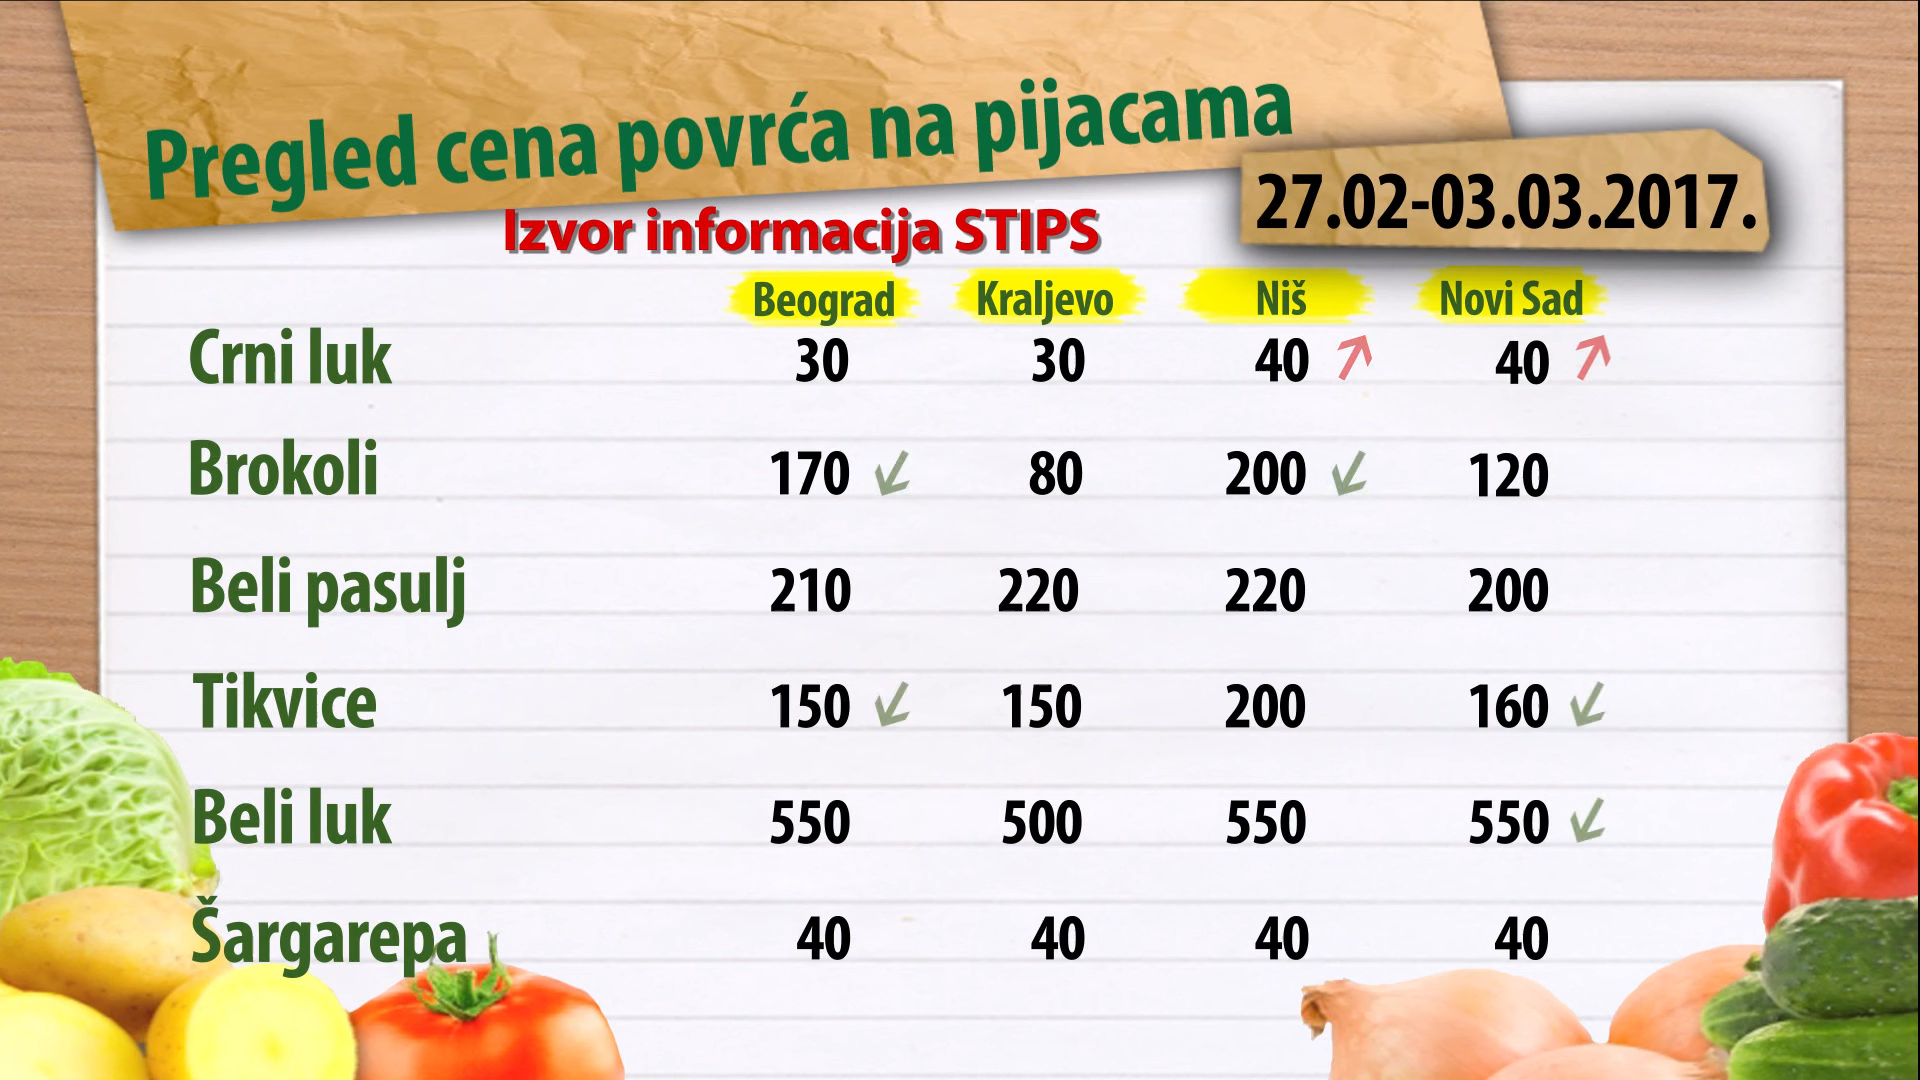 Pregled cena povrća na pijacama
27.02-03.03.2017.
Izvor informacija STIPS
Beograd Kraljevo Niš Novi Sad
Crni luk 30 30 40 40
Brokoli 170 80 200 120
Beli pasulj 210 220 220 200
Tikvice 150 150 200 160
Beli luk 550 500 550 550
Šargarepa 40 40 40 40